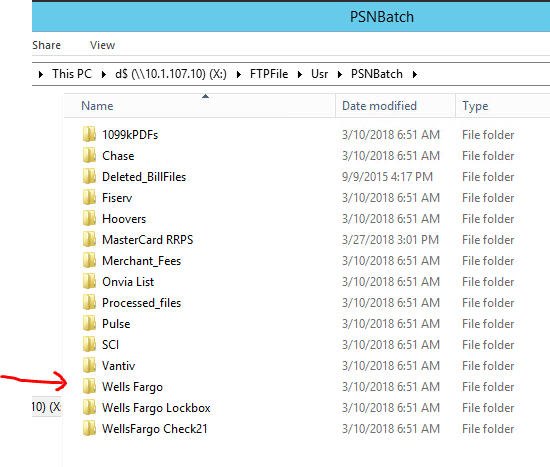 PSNBatch
Share View
This PC d$ (\\10.1.107.10) (X:) FTPFile Usr PSNBatch
Name Date modified Type
1099kPDFs 3/10/2018 6:51 AM File folder
Chase 3/10/2018 6:51 AM File folder
Deleted_BillFiles 9/9/2015 4:17 PM File folder
Fiserv 3/10/2018 6:51 AM File folder
Hoovers 3/10/2018 6:51 AM File folder
MasterCard RRPS 3/27/2018 3:01 PM File folder
Merchant_Fees 3/10/2018 6:51 AM File folder
Onvia List 3/10/2018 6:51 AM File folder
Processed_files 3/10/2018 6:51 AM File folder
Pulse 3/10/2018 6:51 AM File folder
SCI 3/10/2018 6:51 AM File folder
Vantiv 3/10/2018 6:51 AM File folder
Wells Fargo 3/10/2018 6:51 AM File folder
10) (X: Wells Fargo Lockbox 3/10/2018 6:51 AM File folder
WellsFargo Check21 3/10/2018 6:51 AM File folder